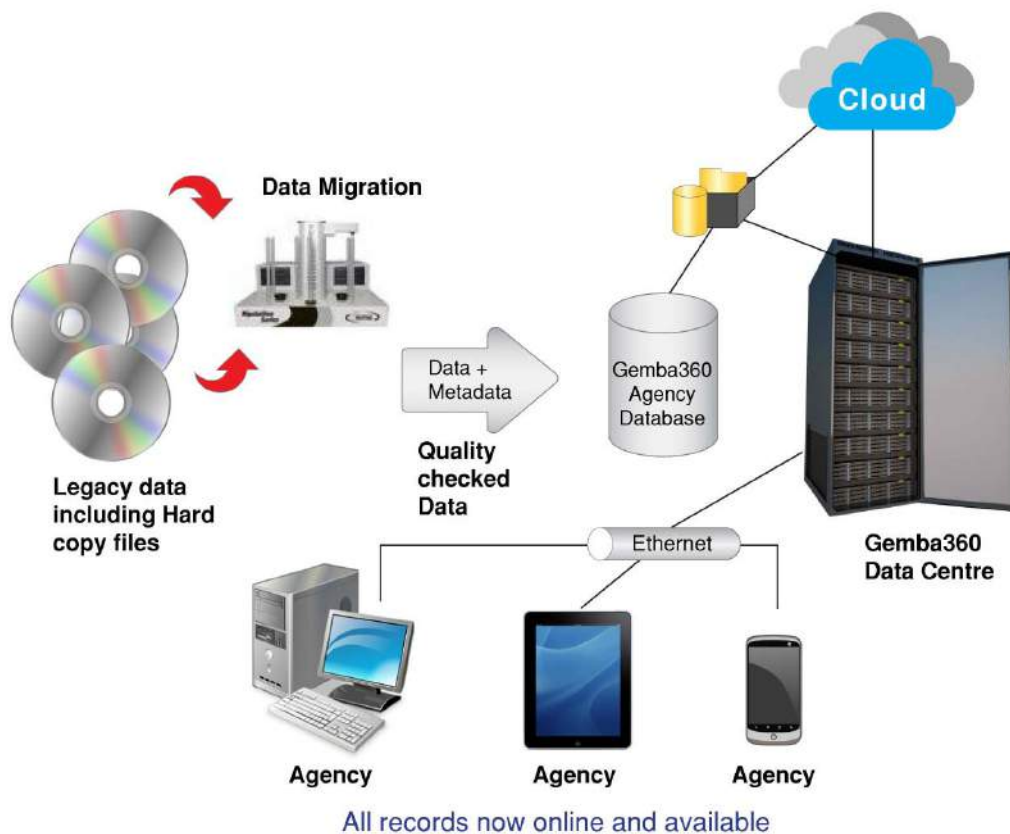 Cloud
Data Migration
Data +
Metadata
Gemba360
Agency
Database
Quality
checked
Data
Legacy data
including Hard
copy files
Ethernet
Gemba360
Data Centre
Agency
Agency
Agency
All records now online and available